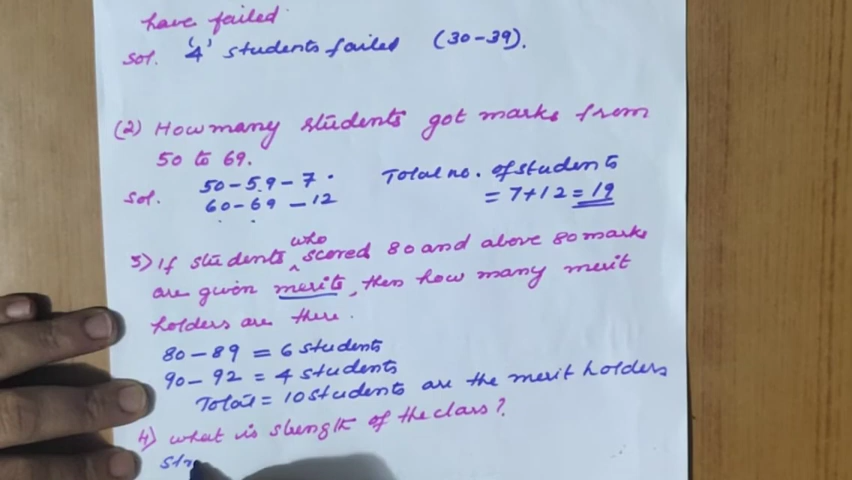 have failed.
sol. '4' students failed (30-39).
(2) How many students got marks from
50 to 69.
sol. 50-59-7. Total no. of students
60-69-12 = 7+12 = 19
3) If students who scored 80 and above 80 marks
are given merits, then how many merit
holders are there.
80-89 = 6 students
90-92 = 4 students
Total = 10 students are the merit holders
4) what is strength of the class?
str